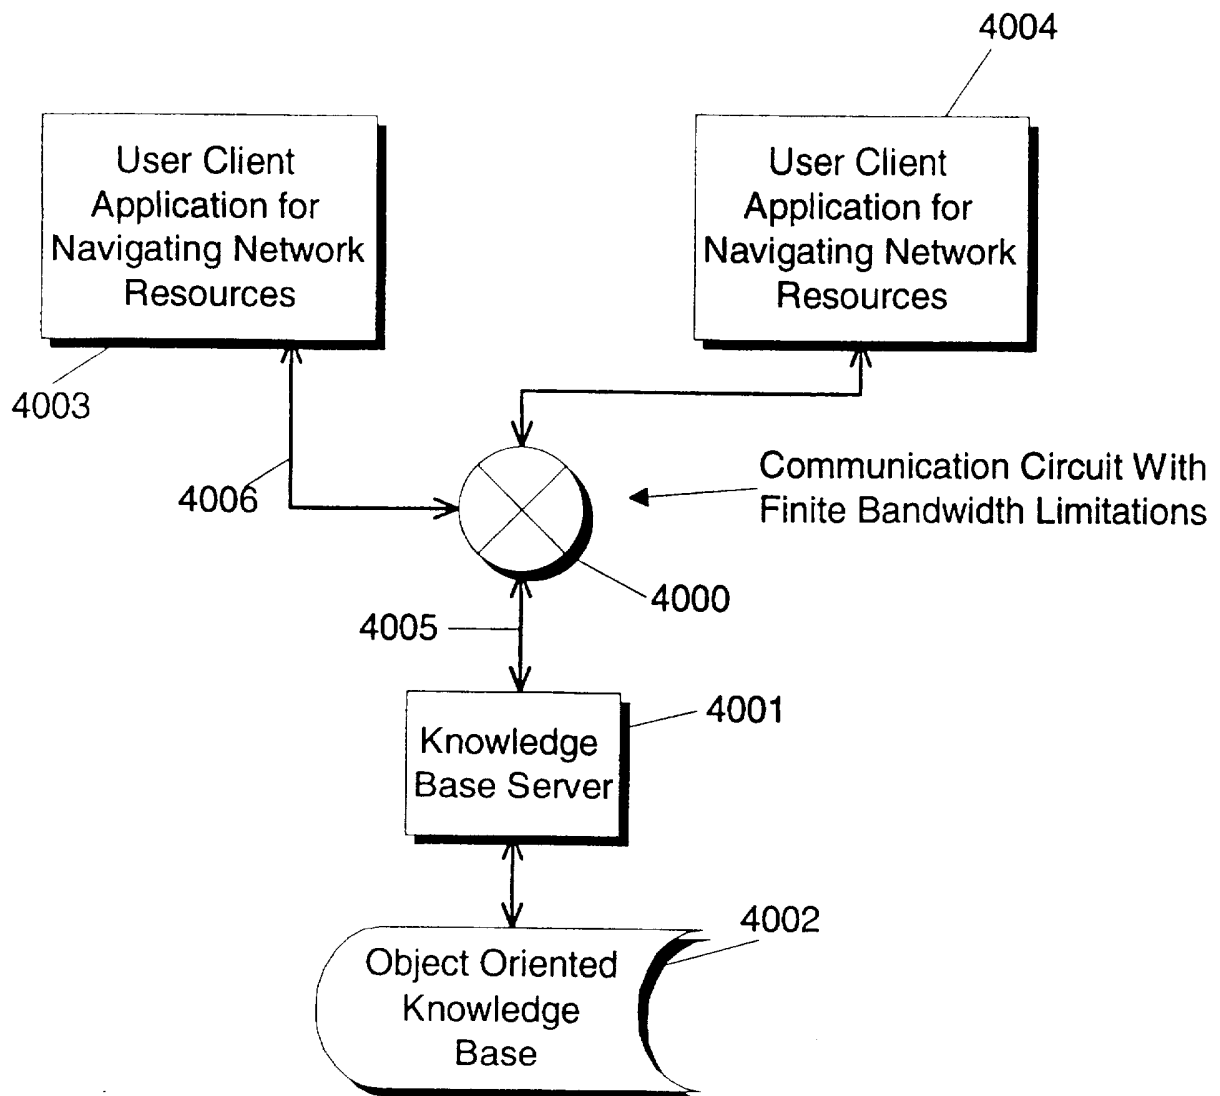 4004
User Client
Application for
Navigating Network
Resources
User Client
Application for
Navigating Network
Resources
4003
4006
Communication Circuit With
Finite Bandwidth Limitations
4000
4005
4001
Knowledge
Base Server
4002
Object Oriented
Knowledge
Base